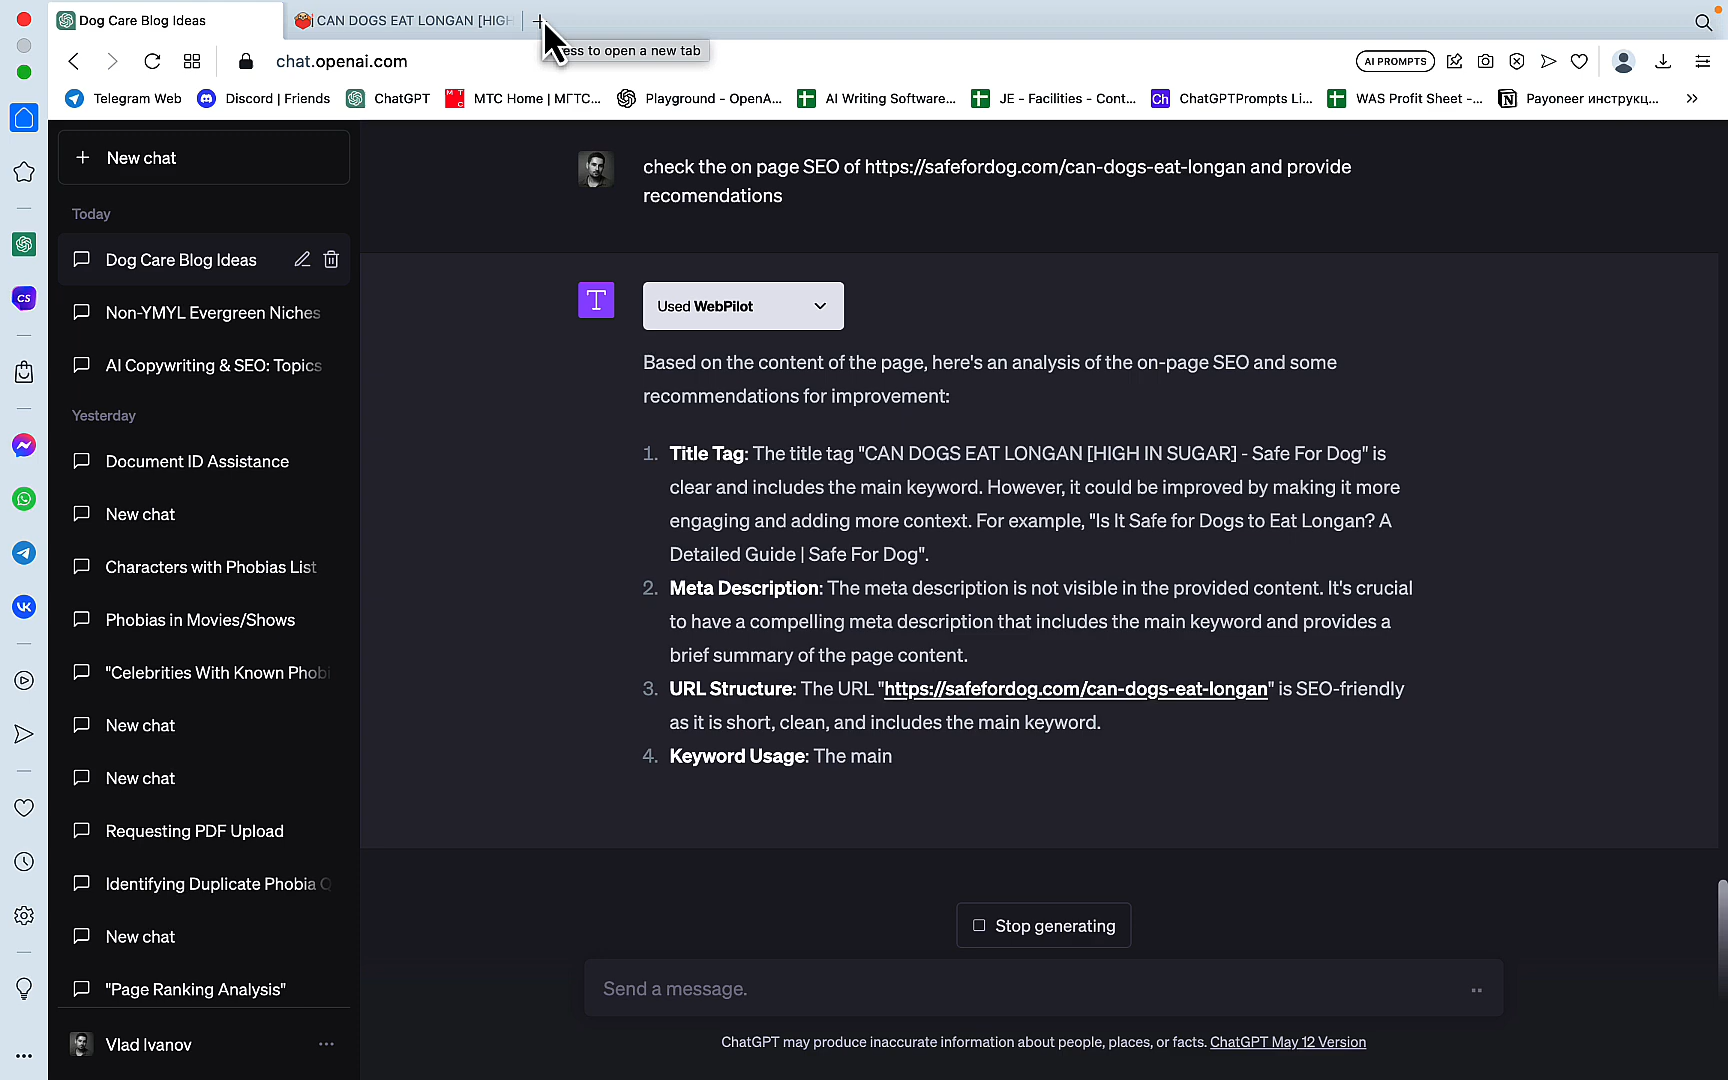 Dog Care Blog Ideas
CAN DOGS EAT LONGAN [HIGH
ess to open a new tab
chat.openai.com
AI PROMPTS
Telegram Web
Discord | Friends
ChatGPT
МТС Home | МГТС...
Playground - OpenA...
AI Writing Software...
JE - Facilities - Cont...
Ch
ChatGPTPrompts Li...
WAS Profit Sheet -...
Payoneer инструкц...
New chat
Today
Dog Care Blog Ideas
Non-YMYL Evergreen Niches
AI Copywriting & SEO: Topics
Yesterday
Document ID Assistance
New chat
Characters with Phobias List
Phobias in Movies/Shows
"Celebrities With Known Phobi
New chat
New chat
Requesting PDF Upload
Identifying Duplicate Phobia Q
New chat
"Page Ranking Analysis"
Vlad Ivanov
CS
check the on page SEO of https://safefordog.com/can-dogs-eat-longan and provide
recomendations
T
Used WebPilot
Based on the content of the page, here's an analysis of the on-page SEO and some
recommendations for improvement:
1. Title Tag: The title tag "CAN DOGS EAT LONGAN [HIGH IN SUGAR] - Safe For Dog" is
clear and includes the main keyword. However, it could be improved by making it more
engaging and adding more context. For example, "Is It Safe for Dogs to Eat Longan? A
Detailed Guide | Safe For Dog".
2. Meta Description: The meta description is not visible in the provided content. It's crucial
to have a compelling meta description that includes the main keyword and provides a
brief summary of the page content.
3. URL Structure: The URL "https://safefordog.com/can-dogs-eat-longan" is SEO-friendly
as it is short, clean, and includes the main keyword.
4. Keyword Usage: The main
Stop generating
Send a message.
ChatGPT may produce inaccurate information about people, places, or facts. ChatGPT May 12 Version